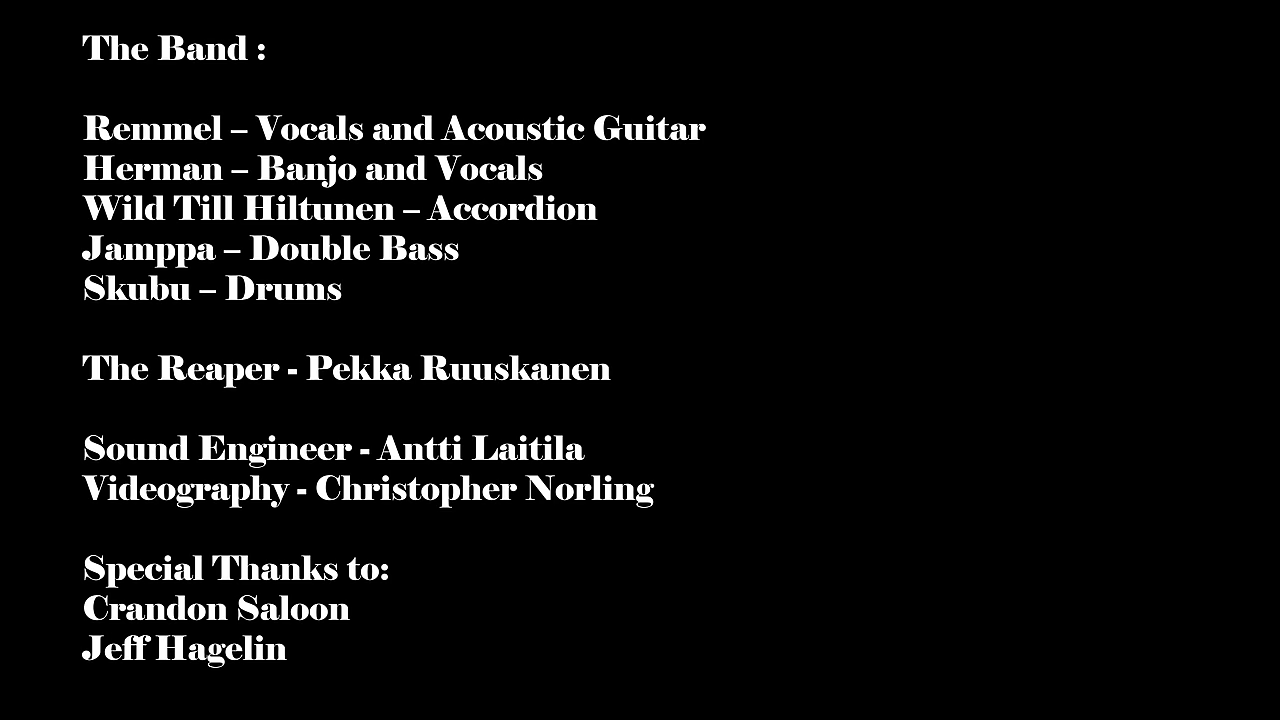 The Band :
Remmel – Vocals and Acoustic Guitar
Herman – Banjo and Vocals
Wild Till Hiltunen – Accordion
Jamppa – Double Bass
Skubu – Drums
The Reaper - Pekka Ruuskanen
Sound Engineer - Antti Laitila
Videography - Christopher Norling
Special Thanks to:
Crandon Saloon
Jeff Hagelin